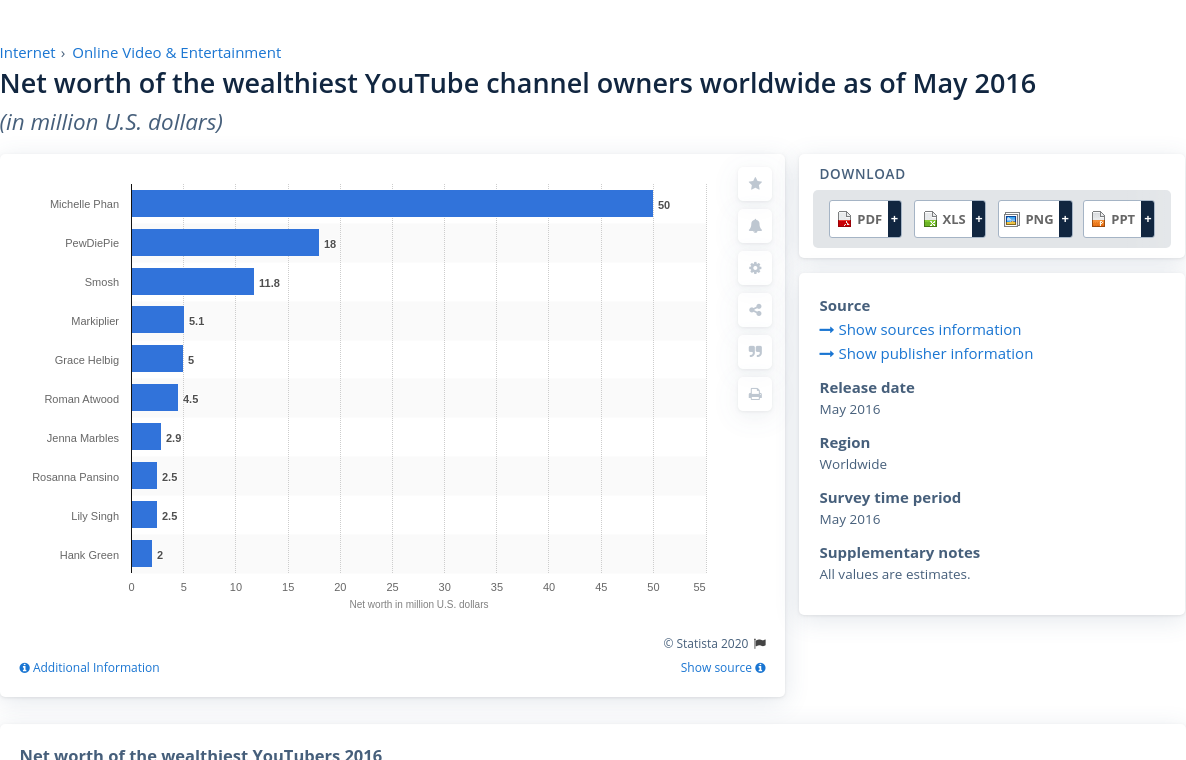 Internet › Online Video & Entertainment
Net worth of the wealthiest YouTube channel owners worldwide as of May 2016
(in million U.S. dollars)
Michelle Phan 50
PewDiePie 18
Smosh 11.8
Markiplier 5.1
Grace Helbig 5
Roman Atwood 4.5
Jenna Marbles 2.9
Rosanna Pansino 2.5
Lily Singh 2.5
Hank Green 2
0 5 10 15 20 25 30 35 40 45 50 55
Net worth in million U.S. dollars
© Statista 2020
Additional Information
Show source
DOWNLOAD
PDF + XLS + PNG + PPT +
Source
Show sources information
Show publisher information
Release date
May 2016
Region
Worldwide
Survey time period
May 2016
Supplementary notes
All values are estimates.
Net worth of the wealthiest YouTubers 2016